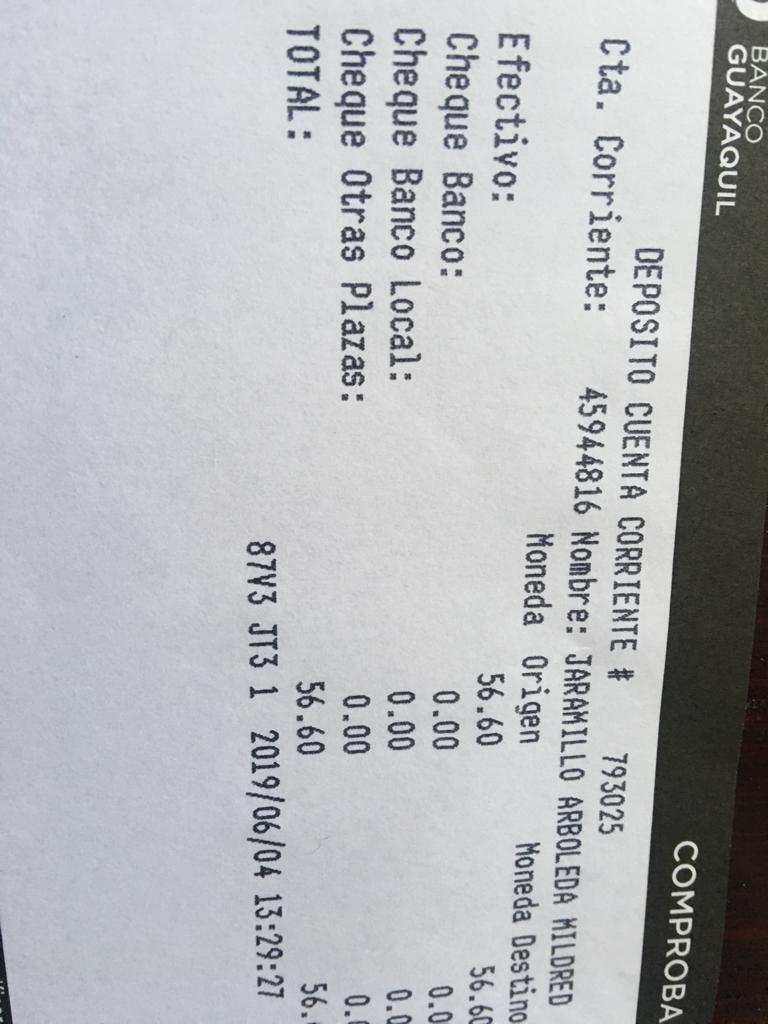 BANCO
GUAYAQUIL
COMPROBA
DEPOSITO CUENTA CORRIENTE # 793025
Cta. Corriente: 45944816 Nombre: JARAMILLO ARBOLEDA MILDRED
Moneda Origen Moneda Destino
Efectivo: 56.60 56.60
Cheque Banco: 0.00 0.0
Cheque Banco Local: 0.00 0.0
Cheque Otras Plazas: 0.00 0.
TOTAL: 56.60 56.
87V3 JT3 1 2019/06/04 13:29:27